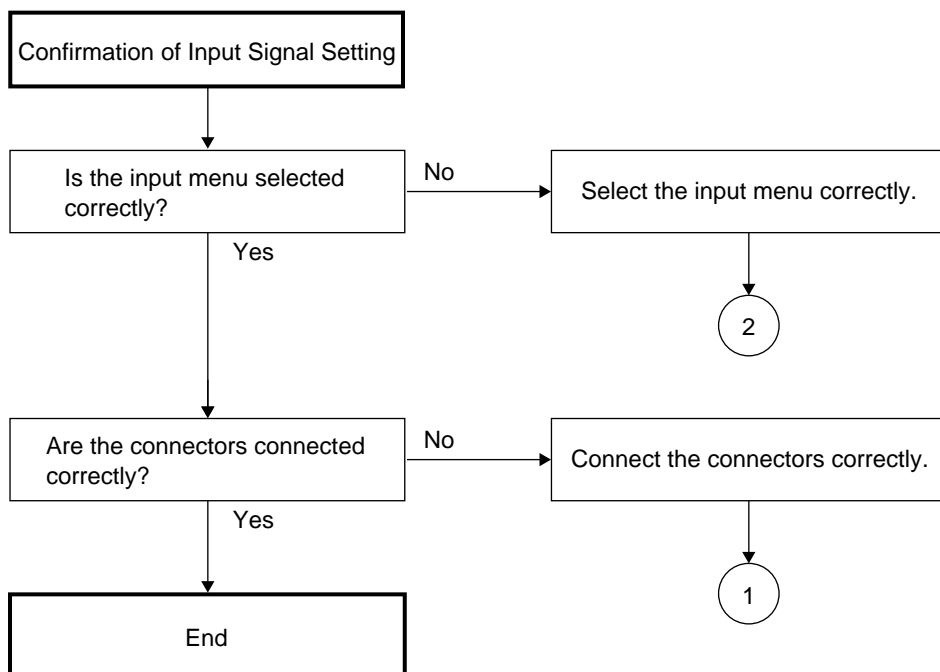 Confirmation of Input Signal Setting
Is the input menu selected
correctly?
No
Select the input menu correctly.
Yes
2
Are the connectors connected
correctly?
No
Connect the connectors correctly.
Yes
1
End